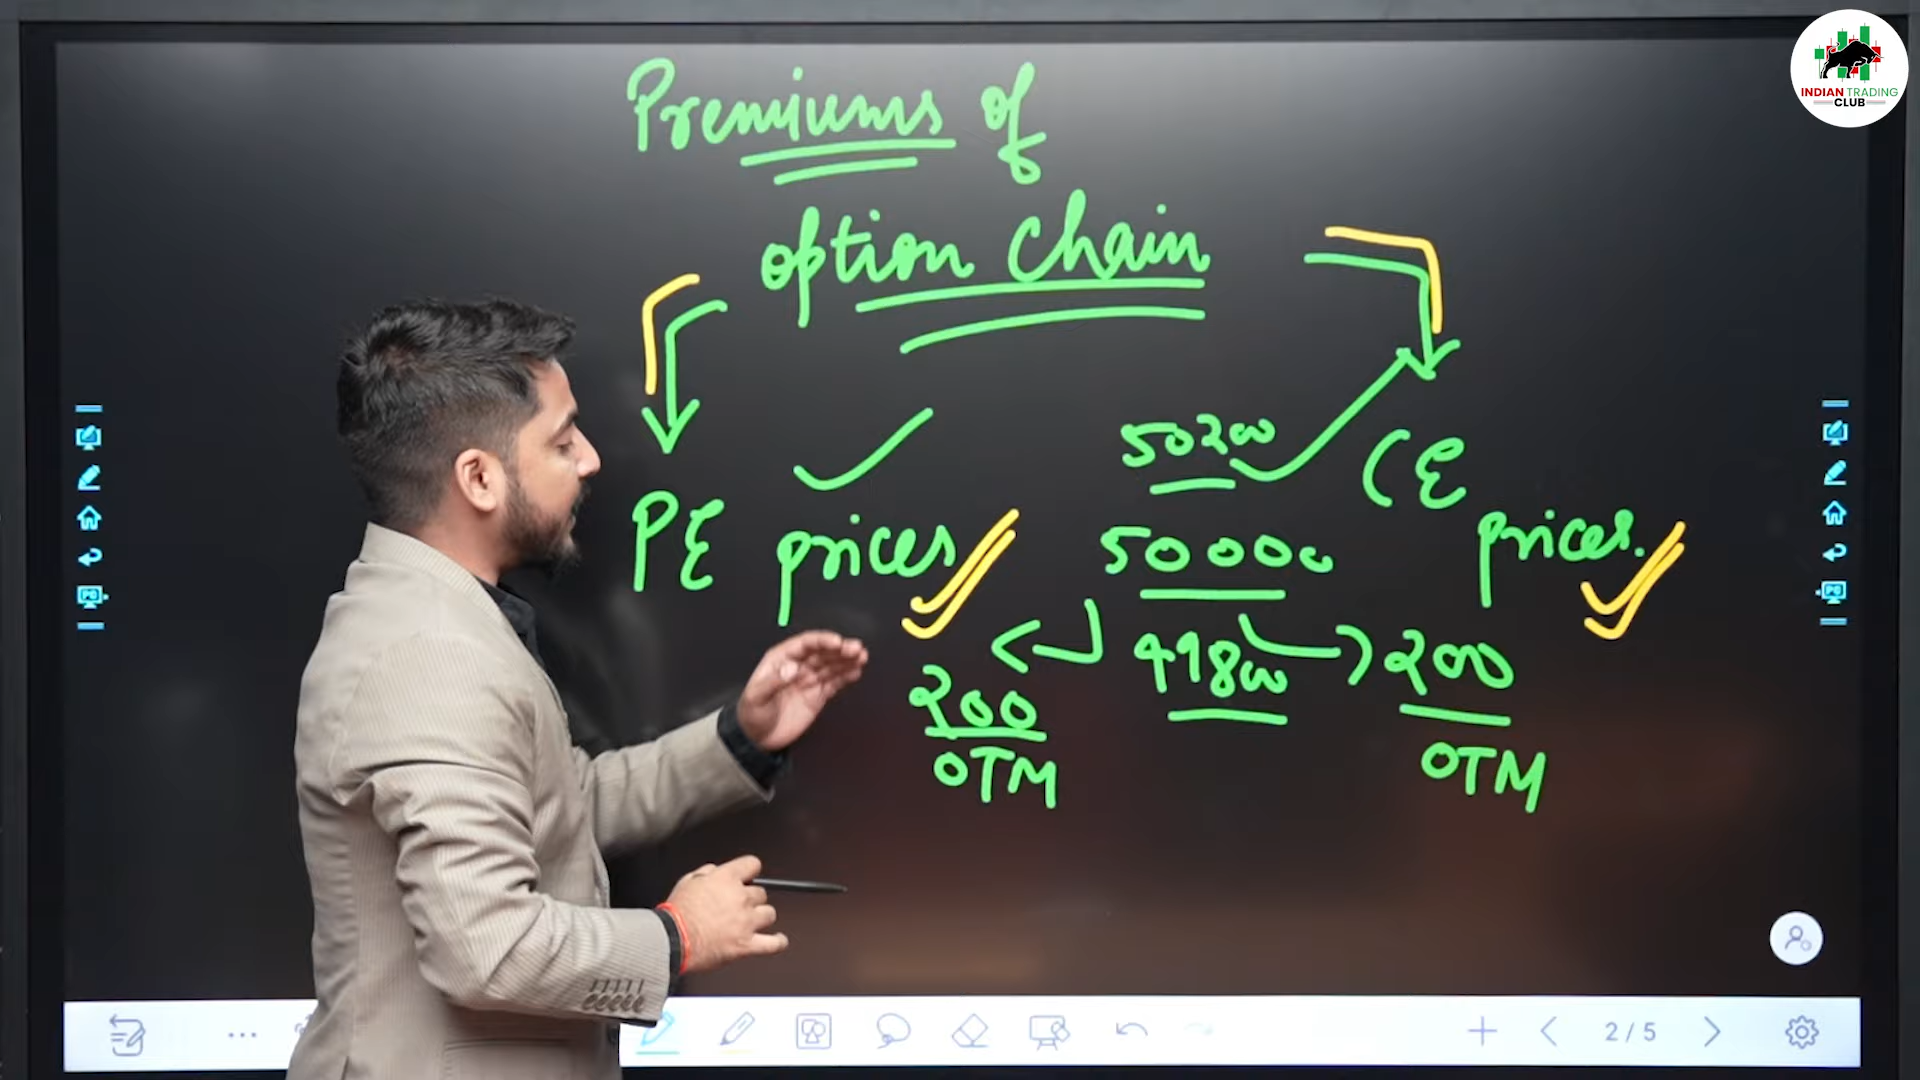 INDIAN TRADING
CLUB
Premiums of
option Chain
50200
CE
prices.
PE prices
50000
49800
200
OTM
200
OTM
2/5